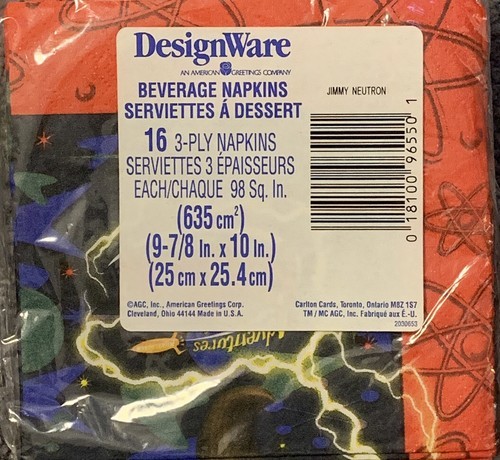 DesignWare
AN AMERICAN GREETINGS COMPANY
BEVERAGE NAPKINS
SERVIETTES Á DESSERT
16 3-PLY NAPKINS
SERVIETTES 3 ÉPAISSEURS
EACH/CHAQUE 98 Sq. In.
(635 cm²)
(9-7/8 In. x 10 In.)
(25 cm x 25.4 cm)
©AGC, Inc., American Greetings Corp.
Cleveland, Ohio 44144 Made in U.S.A.
JIMMY NEUTRON
0 18100 96550 1
Carlton Cards, Toronto, Ontario M8Z 1S7
TM / MC AGC, Inc. Fabriqué aux É.-U.
2030653
Adventures